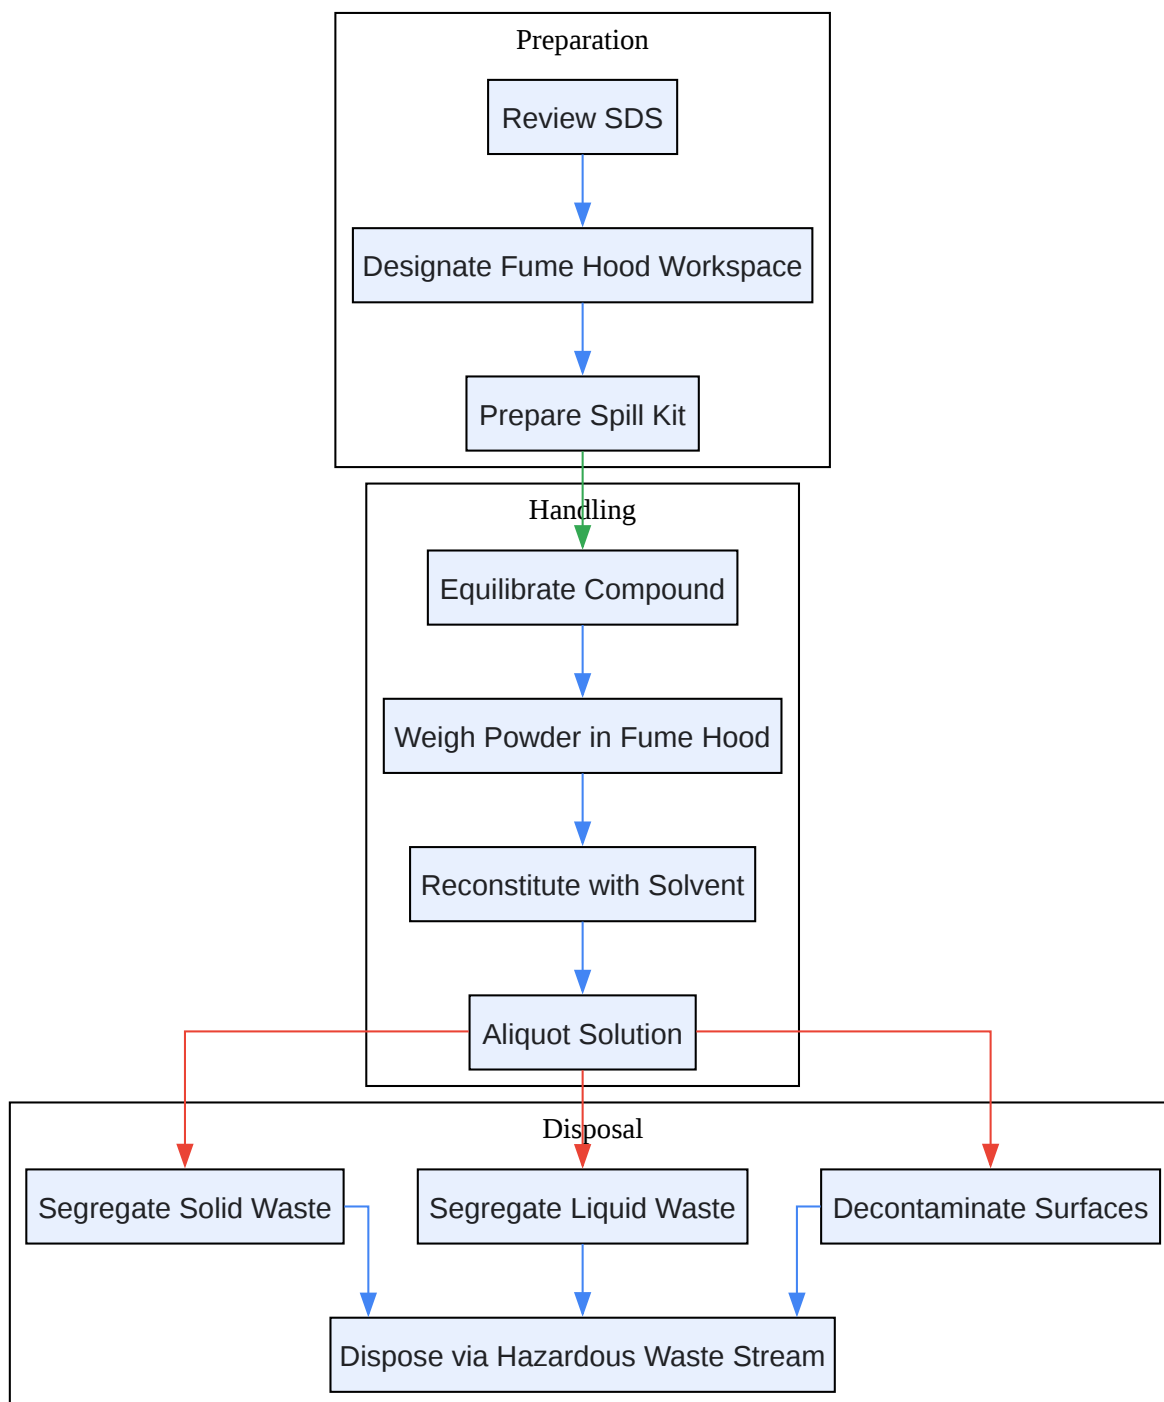 Preparation
Review SDS
Designate Fume Hood Workspace
Prepare Spill Kit
Handling
Equilibrate Compound
Weigh Powder in Fume Hood
Reconstitute with Solvent
Aliquot Solution
Disposal
Segregate Solid Waste
Segregate Liquid Waste
Decontaminate Surfaces
Dispose via Hazardous Waste Stream